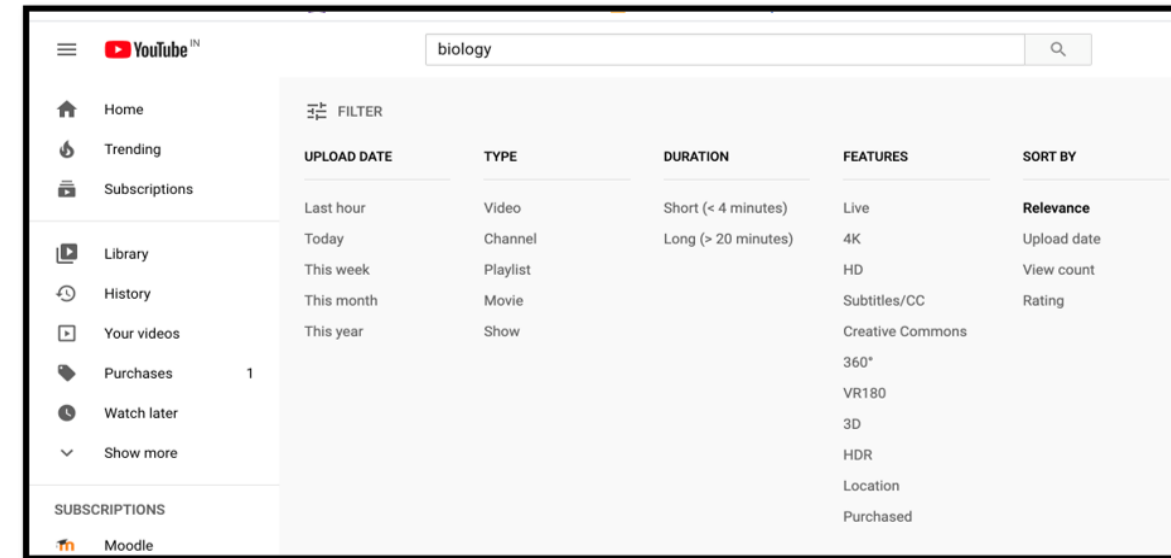 YouTube IN
biology
Home
Trending
Subscriptions
Library
History
Your videos
Purchases 1
Watch later
Show more
SUBSCRIPTIONS
Moodle
FILTER
UPLOAD DATE
Last hour
Today
This week
This month
This year
TYPE
Video
Channel
Playlist
Movie
Show
DURATION
Short (< 4 minutes)
Long (> 20 minutes)
FEATURES
Live
4K
HD
Subtitles/CC
Creative Commons
360°
VR180
3D
HDR
Location
Purchased
SORT BY
Relevance
Upload date
View count
Rating